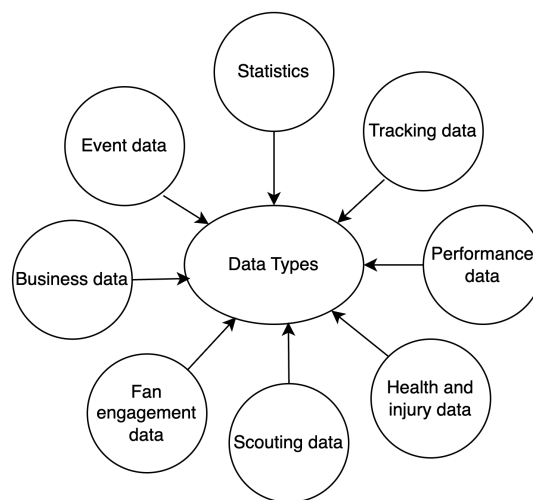 Statistics
Tracking data
Event data
Performance
data
Data Types
Business data
Health and
injury data
Fan
engagement
data
Scouting data